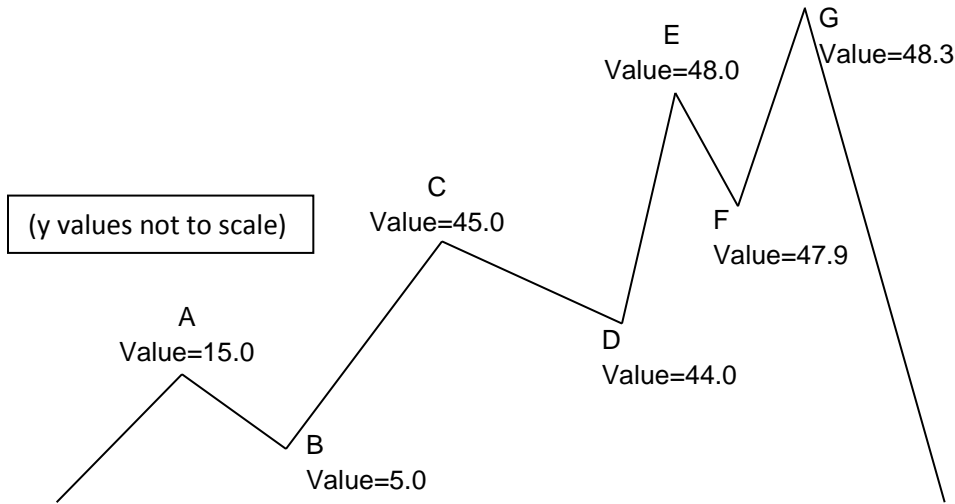 G
Value=48.3
E
Value=48.0
C
Value=45.0
(y values not to scale)
F
Value=47.9
A
Value=15.0
D
Value=44.0
B
Value=5.0